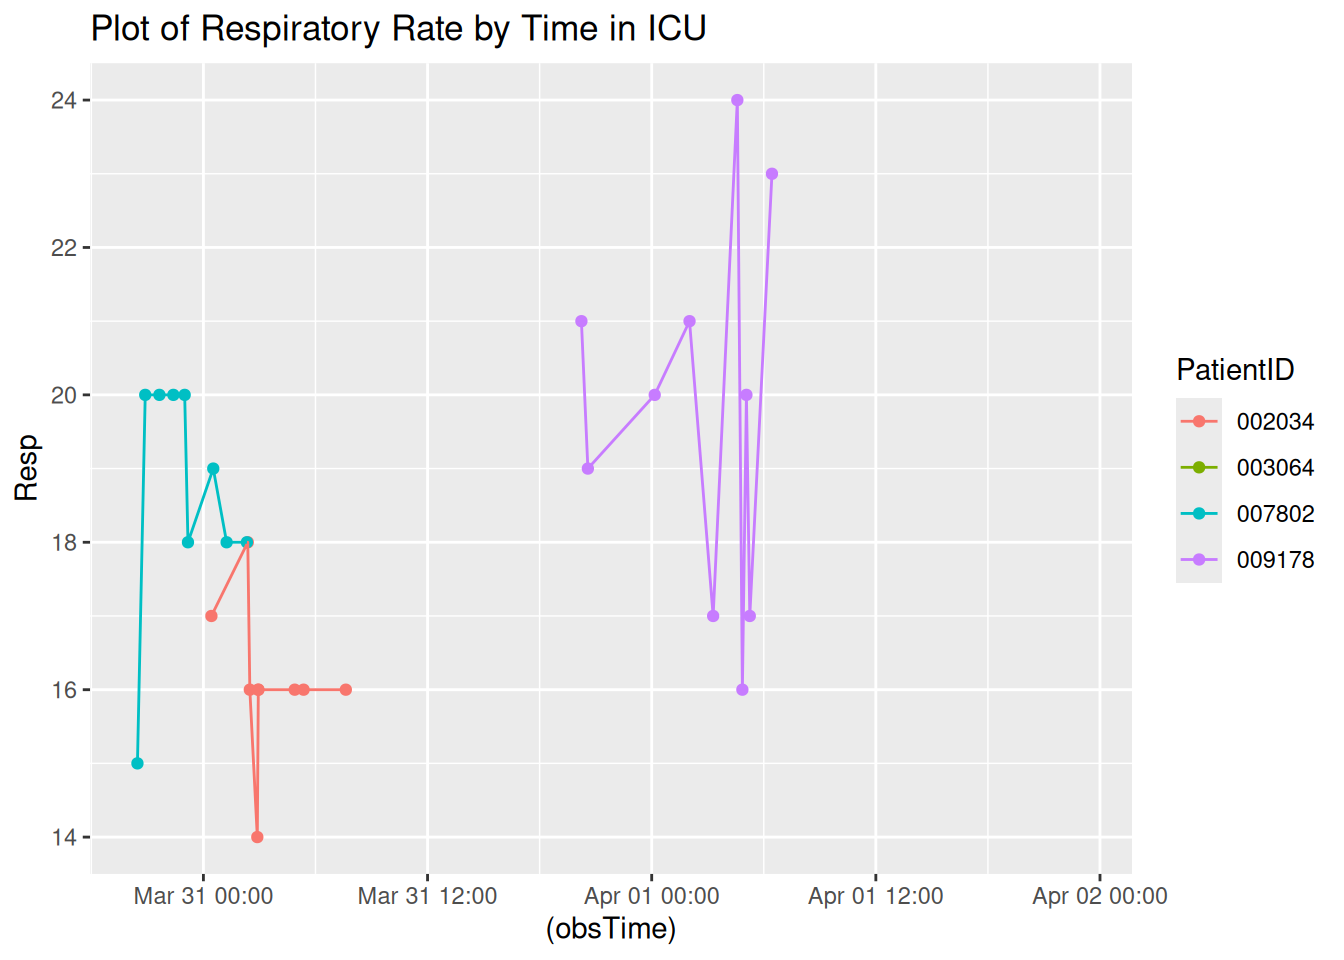 Plot of Respiratory Rate by Time in ICU
24
22
20
18
16
14
Resp
Mar 31 00:00 Mar 31 12:00 Apr 01 00:00 Apr 01 12:00 Apr 02 00:00
(obsTime)
PatientID
002034
003064
007802
009178